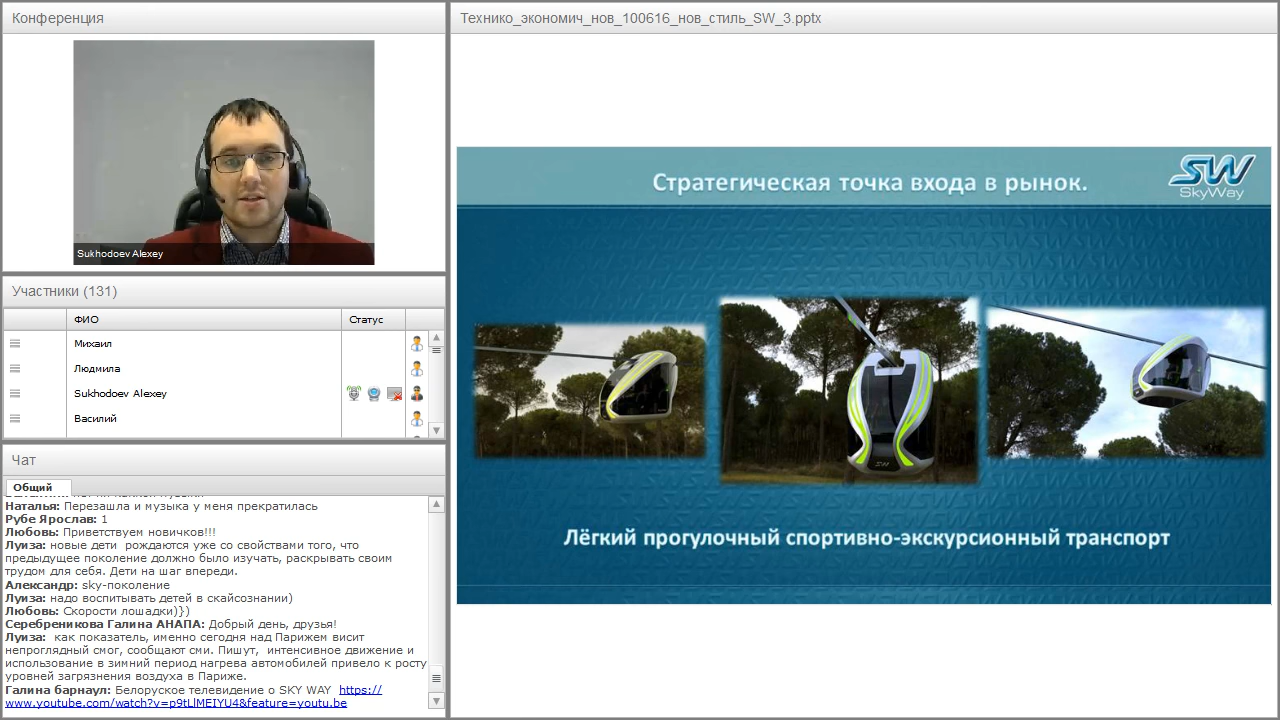 Конференция
Sukhodoev Alexey
Участники (131)
ФИО
Статус
Михаил
Людмила
Sukhodoev Alexey
Василий
Чат
Общий
Наталья: Перезашла и музыка у меня прекратилась
Рубе Ярослав: 1
Любовь: Приветствуем новичков!!!
Луиза: новые дети рождаются уже со свойствами того, что
предыдущее поколение должно было изучать, раскрывать своим
трудом для себя. Дети на шаг впереди.
Александр: sky-поколение
Луиза: надо воспитывать детей в скайсознании)
Любовь: Скорости лошадки)})
Серебреникова Галина АНАПА: Добрый день, друзья!
Луиза: как показатель, именно сегодня над Парижем висит
непроглядный смог, сообщают сми. Пишут, интенсивное движение и
использование в зимний период нагрева автомобилей привело к росту
уровней загрязнения воздуха в Париже.
Галина барнаул: Белоруское телевидение о SKY WAY https://
www.youtube.com/watch?v=p9tLlMEIYU4&feature=youtu.be
Технико_экономич_нов_100616_нов_стиль_SW_3.pptx
Стратегическая точка входа в рынок.
SW
SkyWay
SW
Лёгкий прогулочный спортивно-экскурсионный транспорт